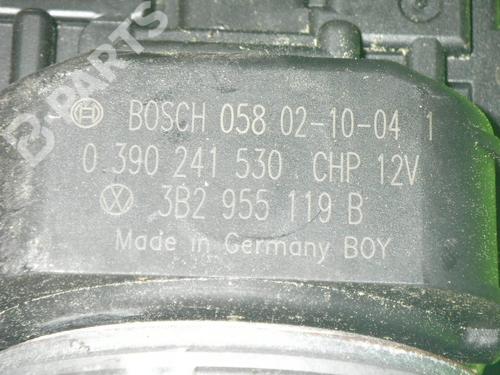 B-PARTS
BOSCH 058 02-10-04 1
0 390 241 530 CHP 12V
3B2 955 119 B
Made in Germany BOY